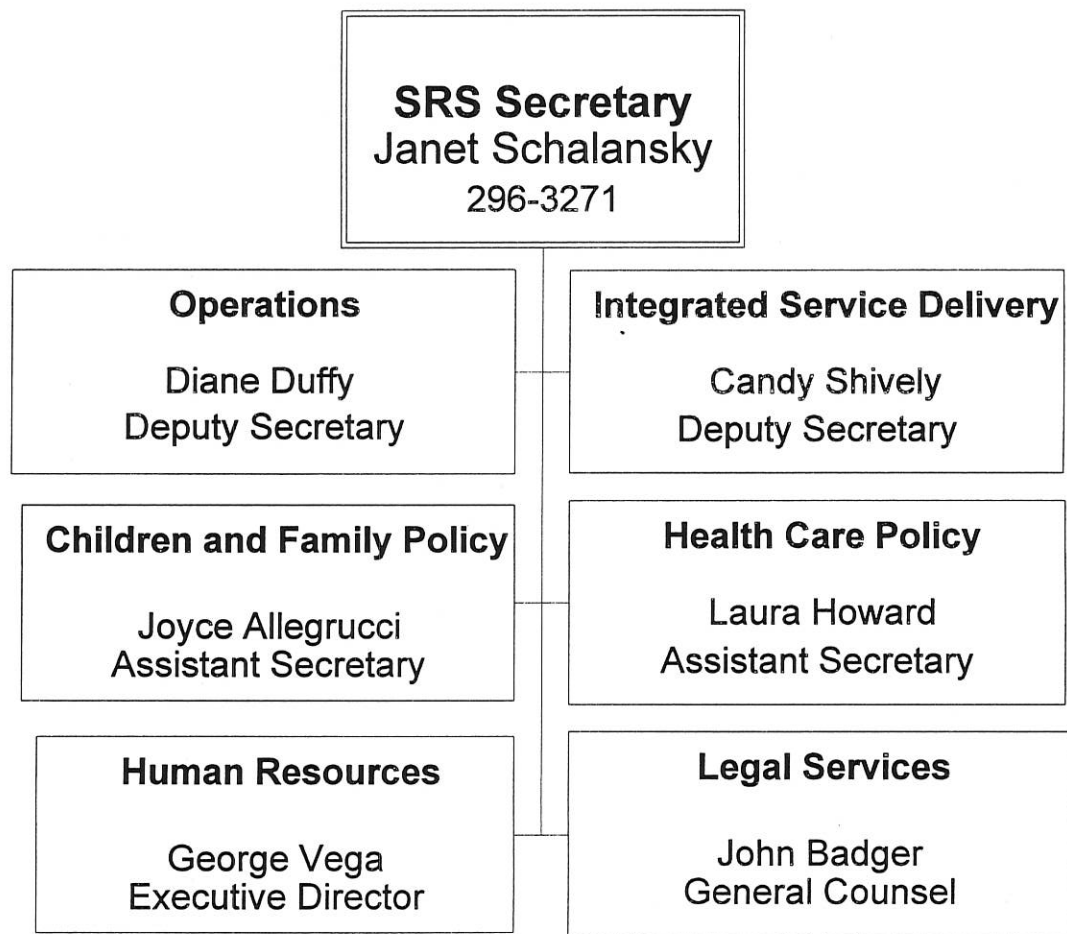 SRS Secretary
Janet Schalansky
296-3271
Operations
Diane Duffy
Deputy Secretary
Integrated Service Delivery
Candy Shively
Deputy Secretary
Children and Family Policy
Joyce Allegrucci
Assistant Secretary
Health Care Policy
Laura Howard
Assistant Secretary
Human Resources
George Vega
Executive Director
Legal Services
John Badger
General Counsel